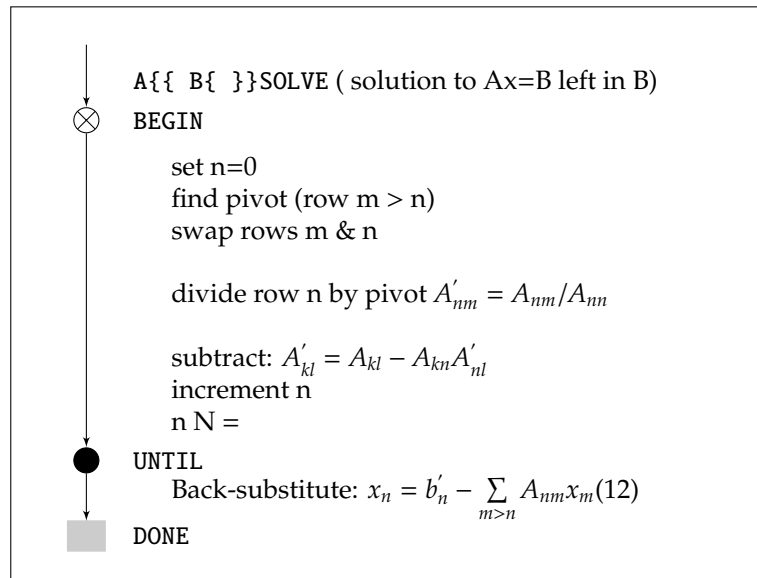 A{{ B{ }}SOLVE ( solution to Ax=B left in B)
BEGIN
set n=0
find pivot (row m > n)
swap rows m & n
divide row n by pivot A'ₙₘ = Aₙₘ/Aₙₙ
subtract: A'ₖₗ = Aₖₗ − AₖₙA'ₙₗ
increment n
n N =
UNTIL
Back-substitute: xₙ = b'ₙ − ∑ Aₙₘxₘ(12)
m>n
DONE